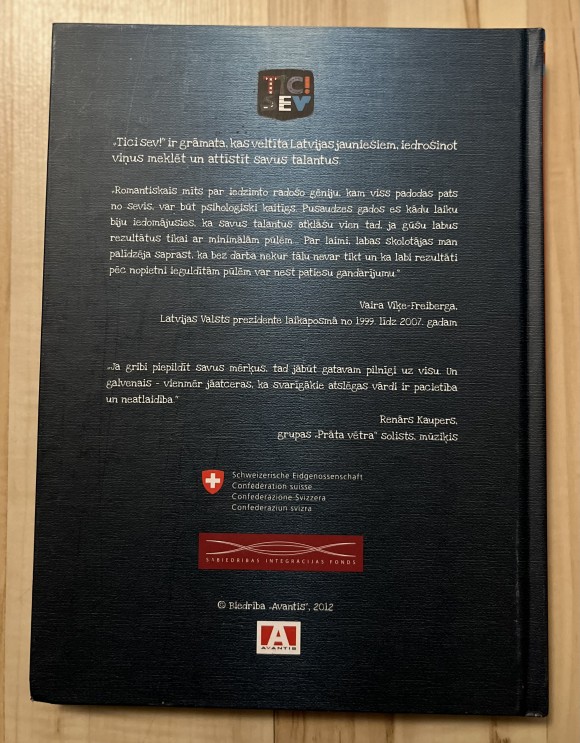 TIC!
SEV
„Tici sev!" ir grāmata, kas veltīta Latvijas jauniešiem, iedrošinot
viņus meklēt un attīstīt savus talantus.
„Romantiskais mīts par iedzimto radošo ģēniju, kam viss padodas pats
no sevis, var būt psiholoģiski kaitīgs. Pusaudzes gados es kādu laiku
biju iedomājusies, ka savus talantus atklāšu vien tad, ja gūšu labus
rezultātus tikai ar minimālām pūlēm... Par laimi, labas skolotājas man
palīdzēja saprast, ka bez darba nekur tālu nevar tikt un ka labi rezultāti
pēc nopietni ieguldītām pūlēm var nest patiesu gandarījumu."
Vaira Vīķe-Freiberga,
Latvijas Valsts prezidente laikaposmā no 1999. līdz 2007. gadam
„Ja gribi piepildīt savus mērķus, tad jābūt gatavam pilnīgi uz visu. Un
galvenais - vienmēr jāatceras, ka svarīgākie atslēgas vārdi ir pacietība
un neatlaidība."
Renārs Kaupers,
grupas „Prāta vētra" solists, mūziķis
Schweizerische Eidgenossenschaft
Confédération suisse
Confederazione Svizzera
Confederaziun svizra
SABIEDRĪBAS INTEGRĀCIJAS FONDS
© Biedrība „Avantis", 2012
A
AVANTIS